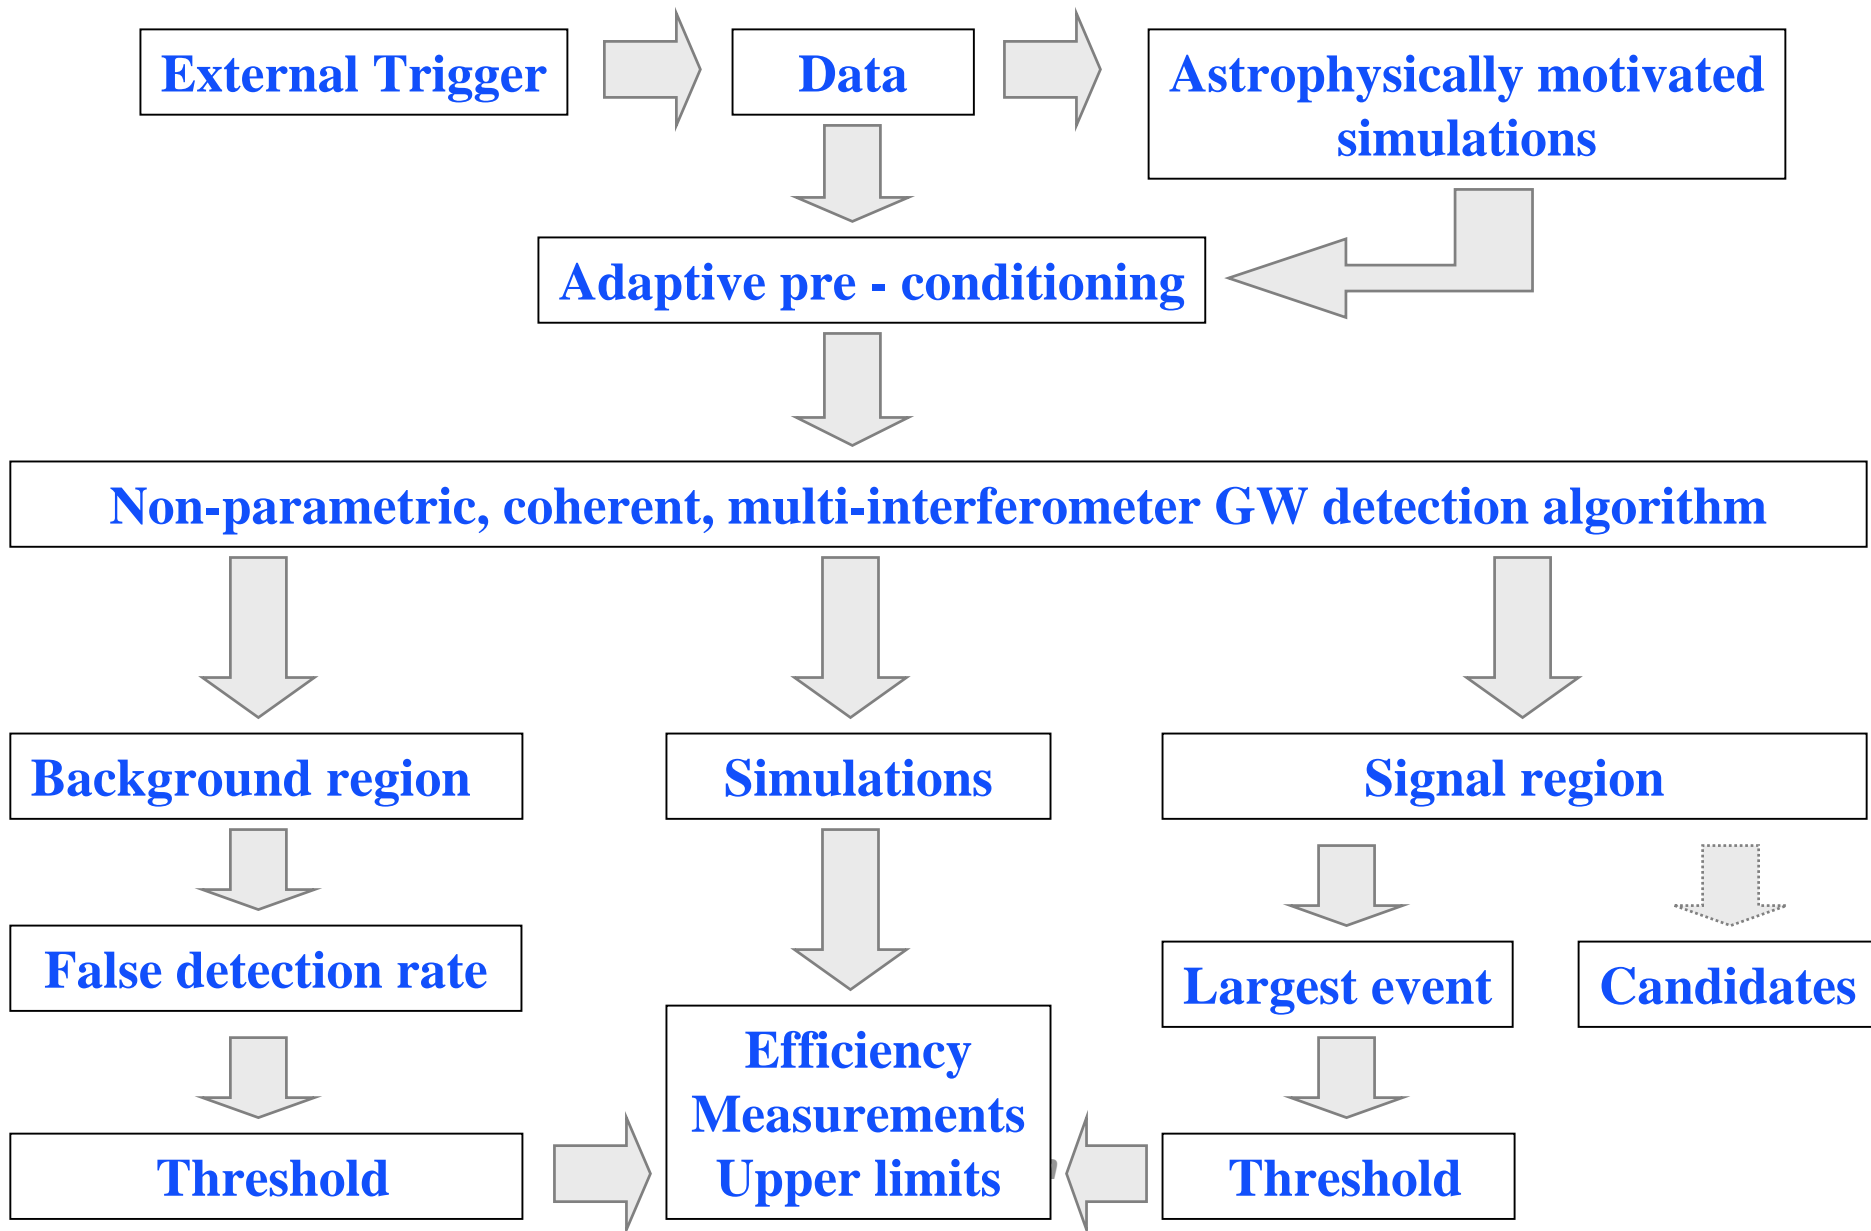 External Trigger
Data
Astrophysically motivated
simulations
Adaptive pre - conditioning
Non-parametric, coherent, multi-interferometer GW detection algorithm
Background region
Simulations
Signal region
False detection rate
Largest event
Candidates
Efficiency
Measurements
Upper limits
Threshold
Threshold